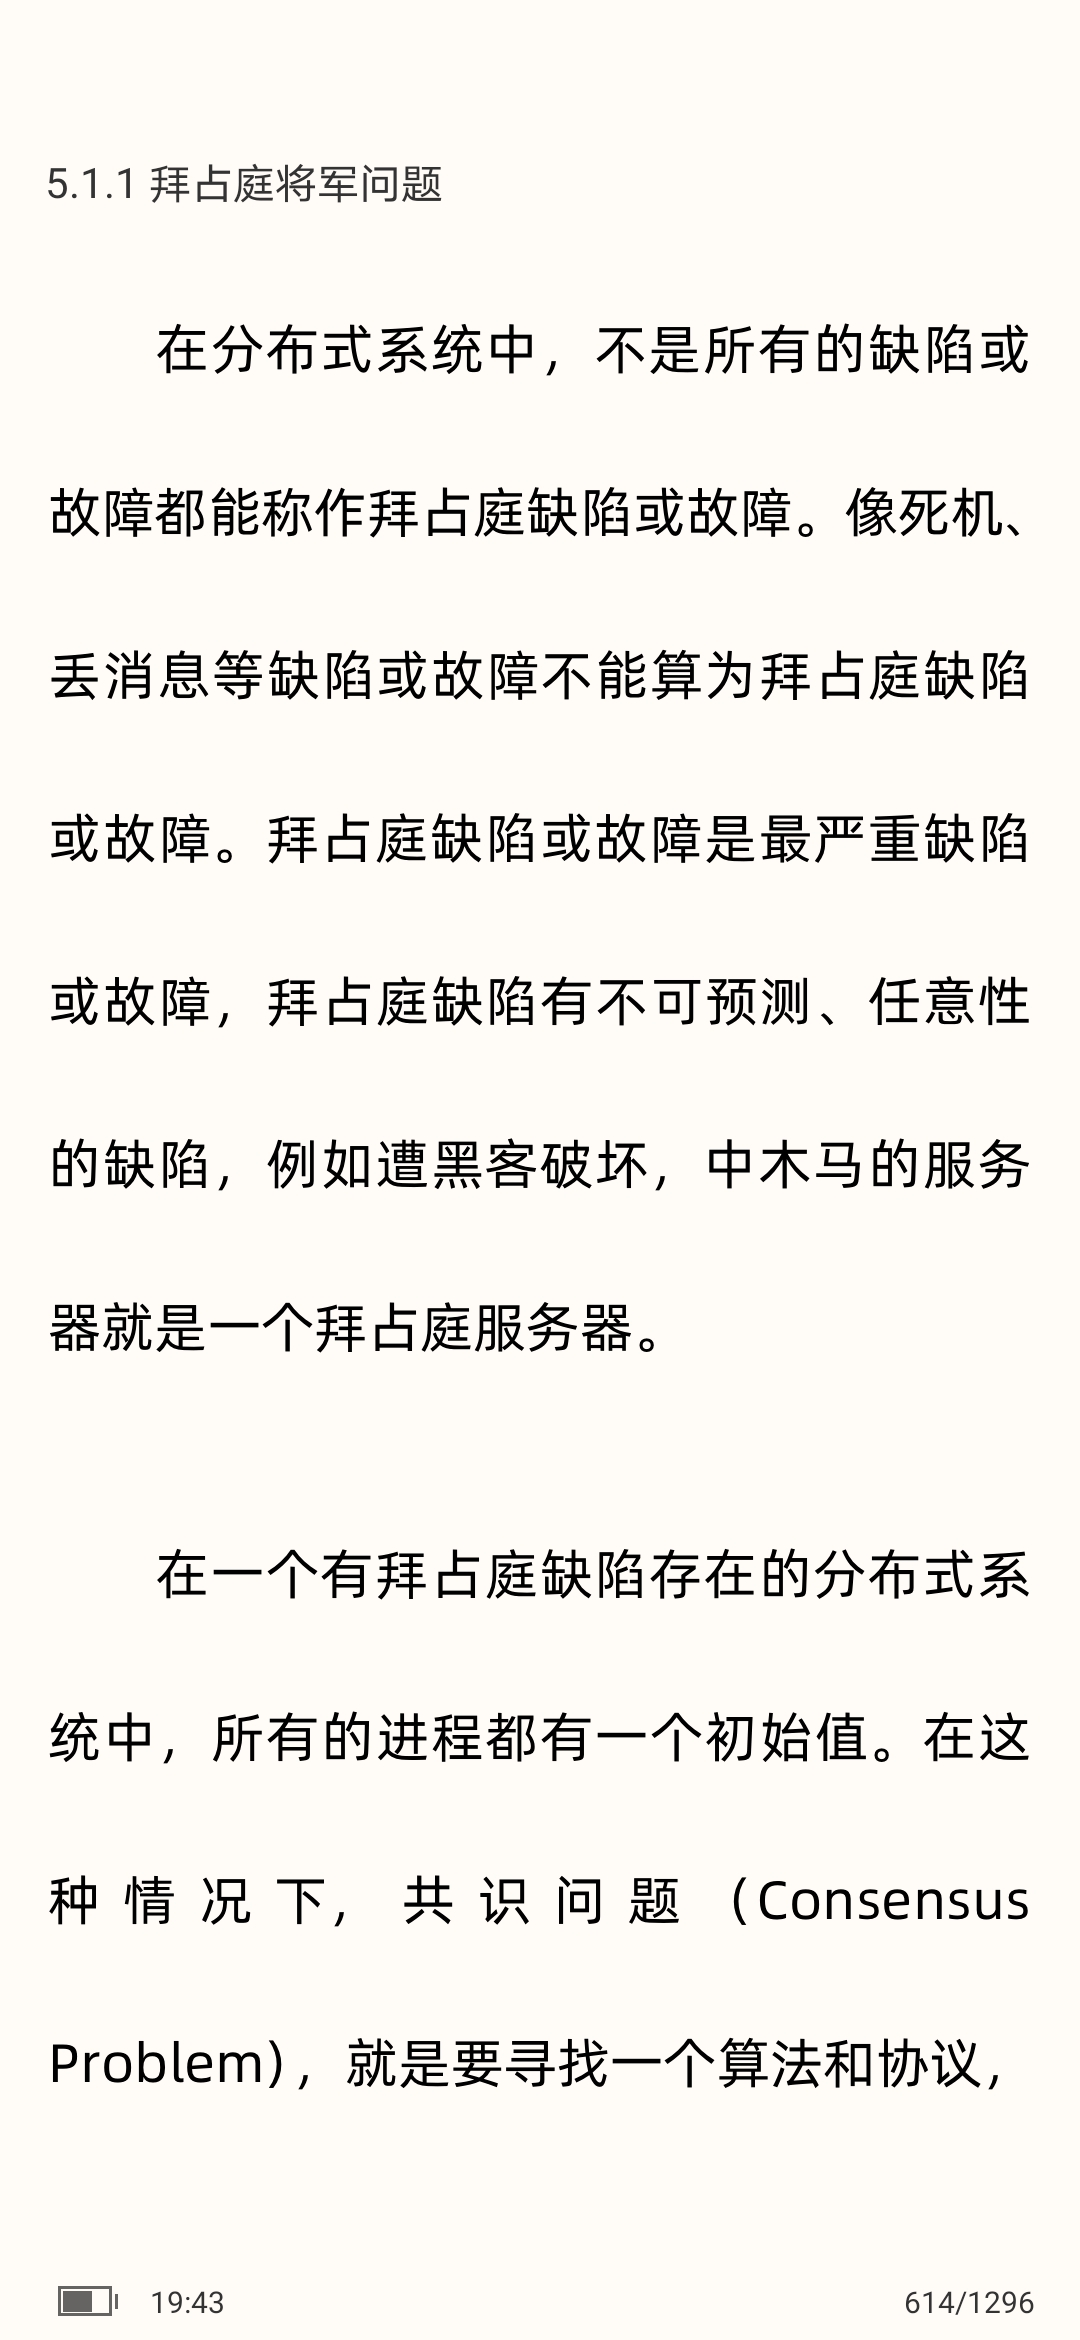 5.1.1 拜占庭将军问题
在分布式系统中，不是所有的缺陷或
故障都能称作拜占庭缺陷或故障。像死机、
丢消息等缺陷或故障不能算为拜占庭缺陷
或故障。拜占庭缺陷或故障是最严重缺陷
或故障，拜占庭缺陷有不可预测、任意性
的缺陷，例如遭黑客破坏，中木马的服务
器就是一个拜占庭服务器。
在一个有拜占庭缺陷存在的分布式系
统中，所有的进程都有一个初始值。在这
种情况下，共识问题（Consensus
Problem），就是要寻找一个算法和协议，
19:43
614/1296